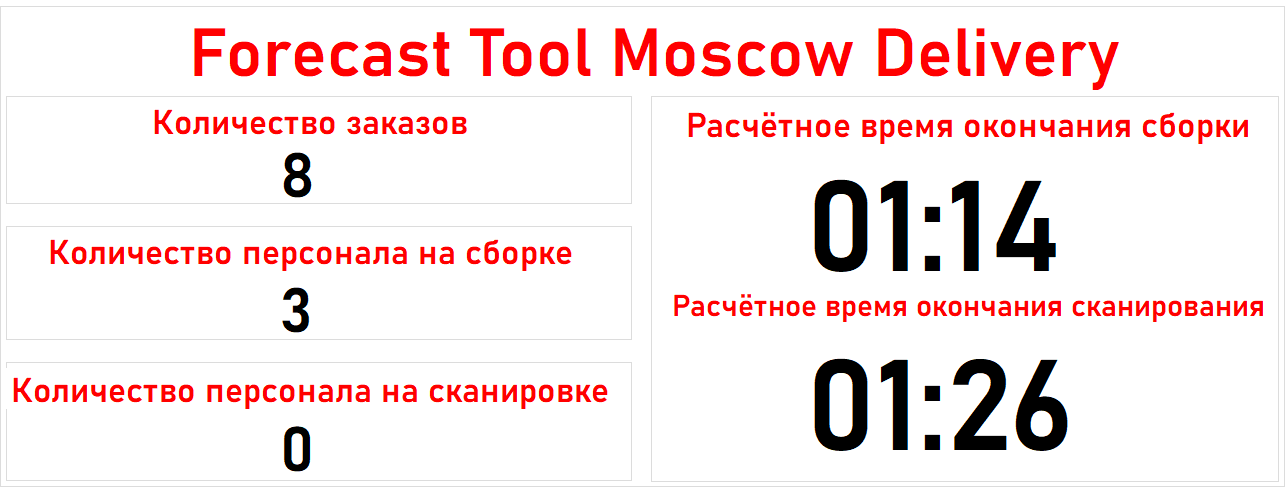 Forecast Tool Moscow Delivery
Количество заказов
8
Количество персонала на сборке
3
Количество персонала на сканировке
0
Расчётное время окончания сборки
01:14
Расчётное время окончания сканирования
01:26